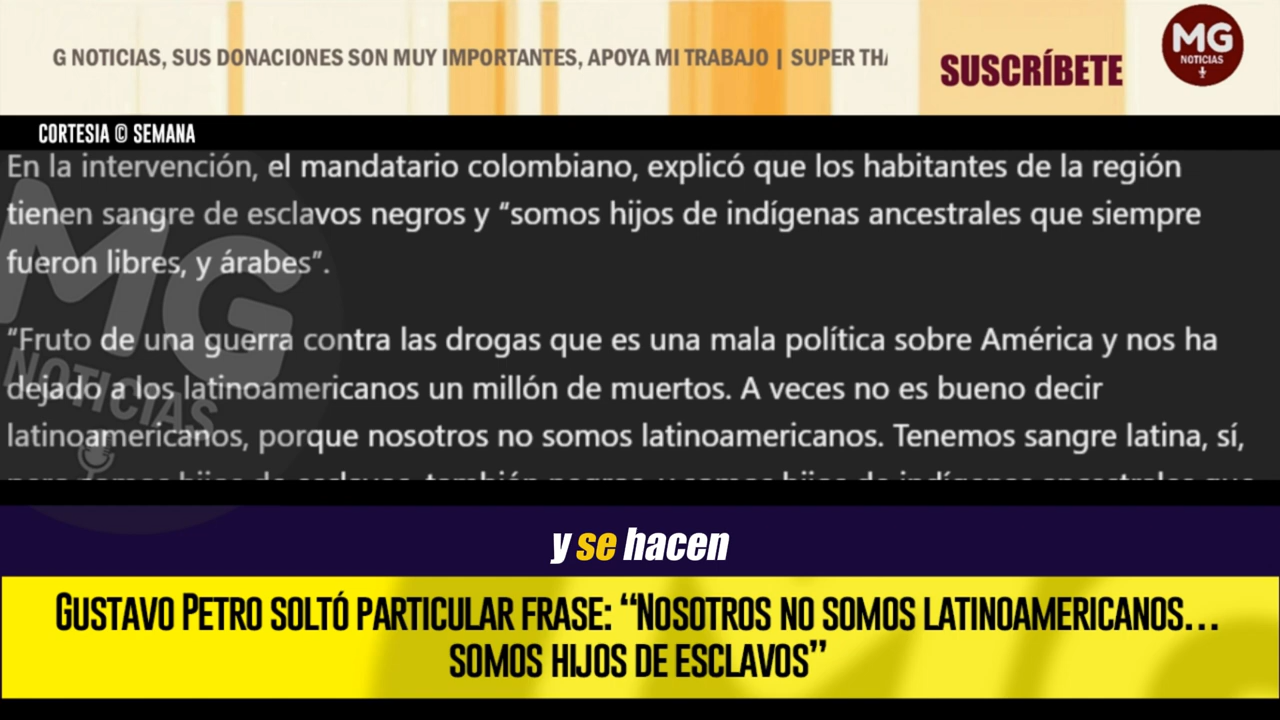 G NOTICIAS, SUS DONACIONES SON MUY IMPORTANTES, APOYA MI TRABAJO | SUPER THA
SUSCRÍBETE
MG
NOTICIAS
CORTESIA © SEMANA
En la intervención, el mandatario colombiano, explicó que los habitantes de la región
tienen sangre de esclavos negros y “somos hijos de indígenas ancestrales que siempre
fueron libres, y árabes”.
“Fruto de una guerra contra las drogas que es una mala política sobre América y nos ha
dejado a los latinoamericanos un millón de muertos. A veces no es bueno decir
latinoamericanos, porque nosotros no somos latinoamericanos. Tenemos sangre latina, sí,
MG
NOTICIAS
y se hacen
GUSTAVO PETRO SOLTÓ PARTICULAR FRASE: “NOSOTROS NO SOMOS LATINOAMERICANOS...
SOMOS HIJOS DE ESCLAVOS”